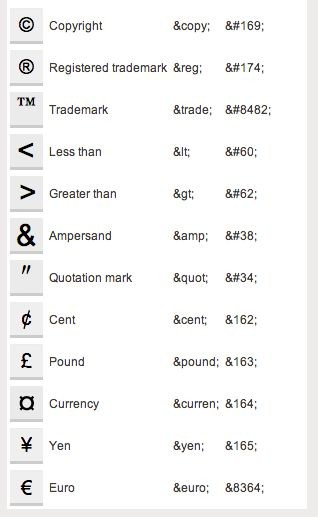 © Copyright &copy; &#169;
® Registered trademark &reg; &#174;
™ Trademark &trade; &#8482;
< Less than &lt; &#60;
> Greater than &gt; &#62;
& Ampersand &amp; &#38;
" Quotation mark &quot; &#34;
¢ Cent &cent; &162;
£ Pound &pound; &163;
¤ Currency &curren; &164;
¥ Yen &yen; &165;
€ Euro &euro; &8364;